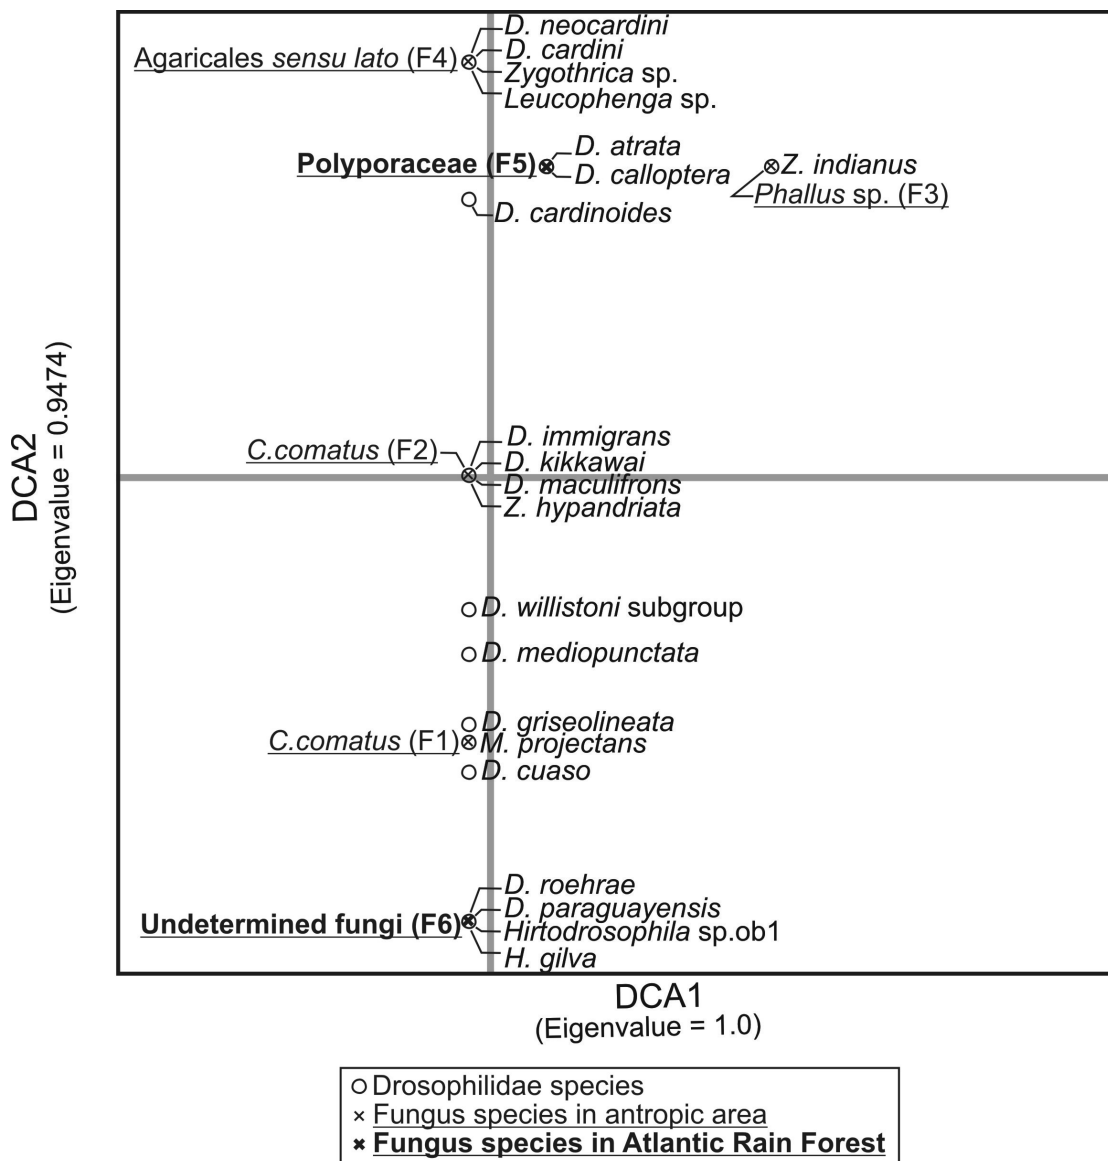 D. neocardini
Agaricales sensu lato (F4)
D. cardini
Zygothrica sp.
Leucophenga sp.
Polyporaceae (F5)
D. atrata
D. calloptera
Z. indianus
Phallus sp. (F3)
D. cardinoides
C.comatus (F2)
D. immigrans
D. kikkawai
D. maculifrons
Z. hypandriata
DCA2
(Eigenvalue = 0.9474)
D. willistoni subgroup
D. mediopunctata
D. griseolineata
C.comatus (F1)
M. projectans
D. cuaso
D. roehrae
Undetermined fungi (F6)
D. paraguayensis
Hirtodrosophila sp.ob1
H. gilva
DCA1
(Eigenvalue = 1.0)
Drosophilidae species
Fungus species in antropic area
Fungus species in Atlantic Rain Forest